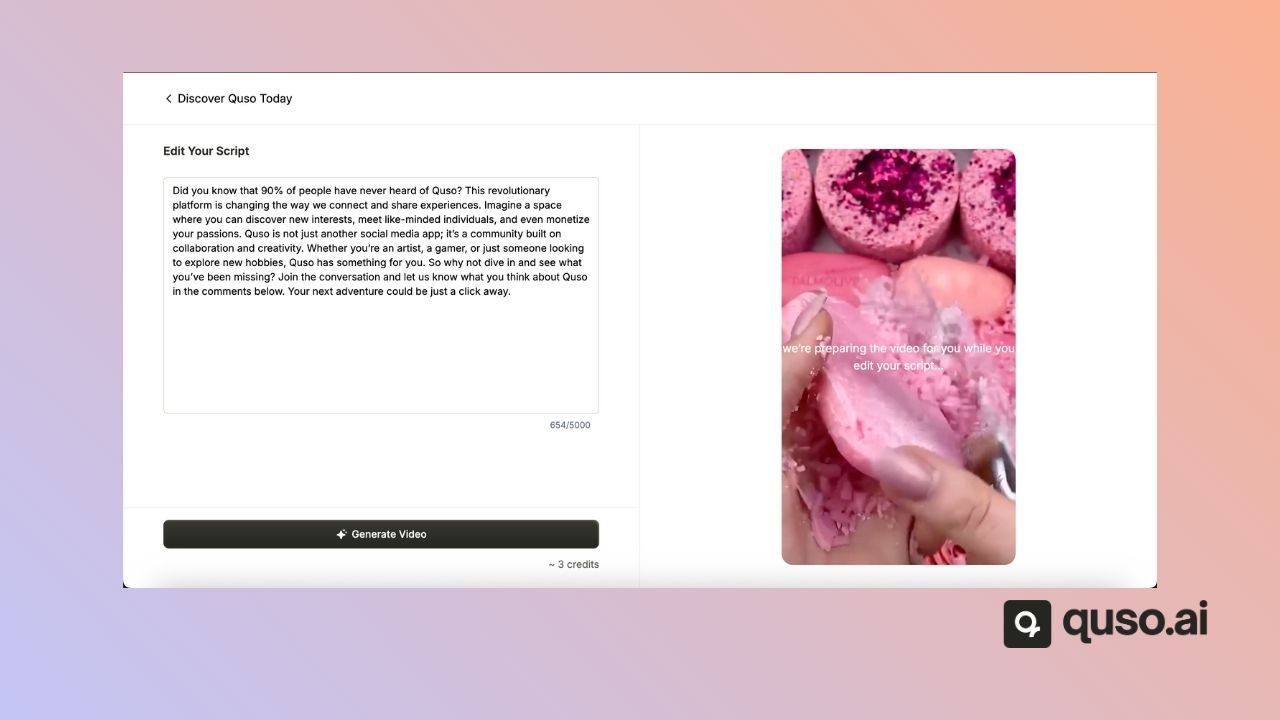 Discover Quso Today
Edit Your Script
Did you know that 90% of people have never heard of Quso? This revolutionary
platform is changing the way we connect and share experiences. Imagine a space
where you can discover new interests, meet like-minded individuals, and even monetize
your passions. Quso is not just another social media app; it's a community built on
collaboration and creativity. Whether you're an artist, a gamer, or just someone looking
to explore new hobbies, Quso has something for you. So why not dive in and see what
you've been missing? Join the conversation and let us know what you think about Quso
in the comments below. Your next adventure could be just a click away.
654/5000
Generate Video
~ 3 credits
PALMOLIVE
we're preparing the video for you while you
edit your script...
quso.ai